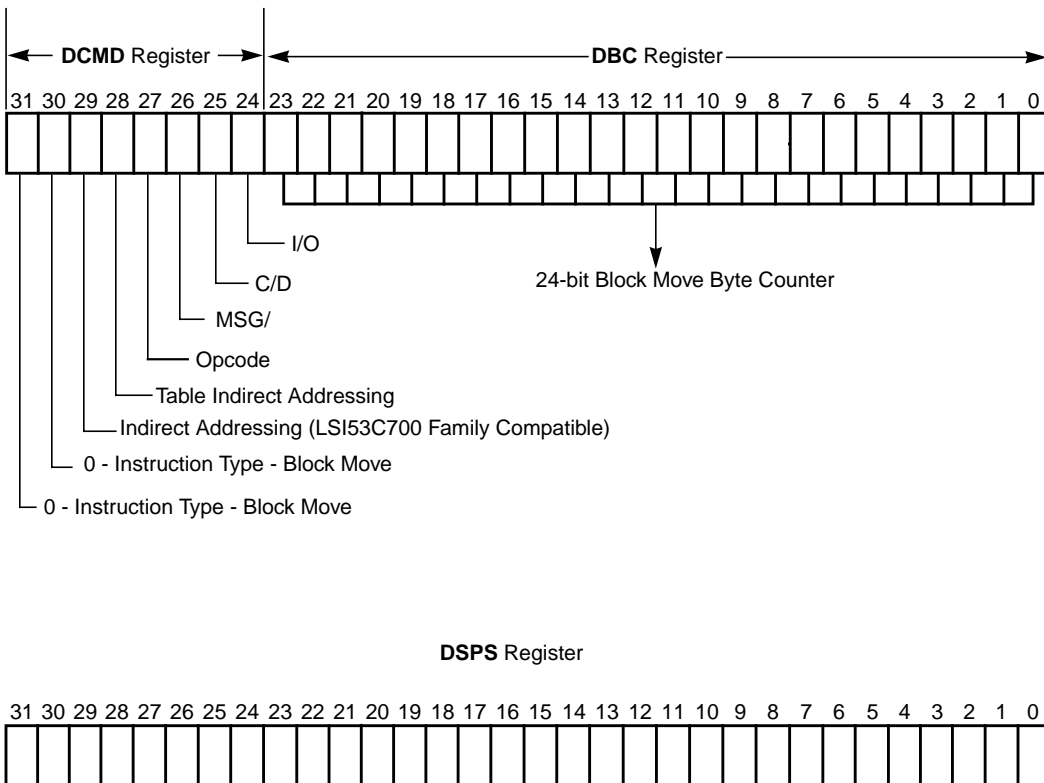 DCMD Register DBC Register
31 30 29 28 27 26 25 24 23 22 21 20 19 18 17 16 15 14 13 12 11 10 9 8 7 6 5 4 3 2 1 0
I/O
C/D
24-bit Block Move Byte Counter
MSG/
Opcode
Table Indirect Addressing
Indirect Addressing (LSI53C700 Family Compatible)
0 - Instruction Type - Block Move
0 - Instruction Type - Block Move
DSPS Register
31 30 29 28 27 26 25 24 23 22 21 20 19 18 17 16 15 14 13 12 11 10 9 8 7 6 5 4 3 2 1 0